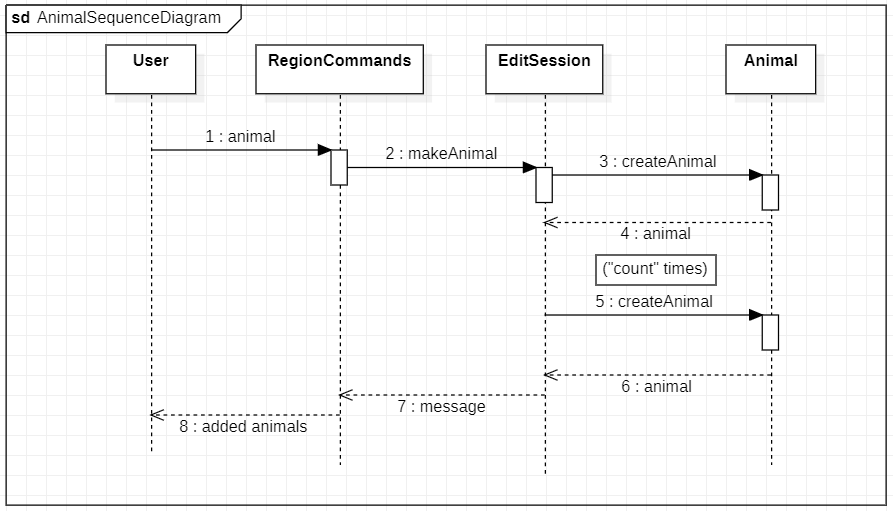 sd AnimalSequenceDiagram
User
RegionCommands
EditSession
Animal
1 : animal
2 : makeAnimal
3 : createAnimal
4 : animal
("count" times)
5 : createAnimal
6 : animal
7 : message
8 : added animals